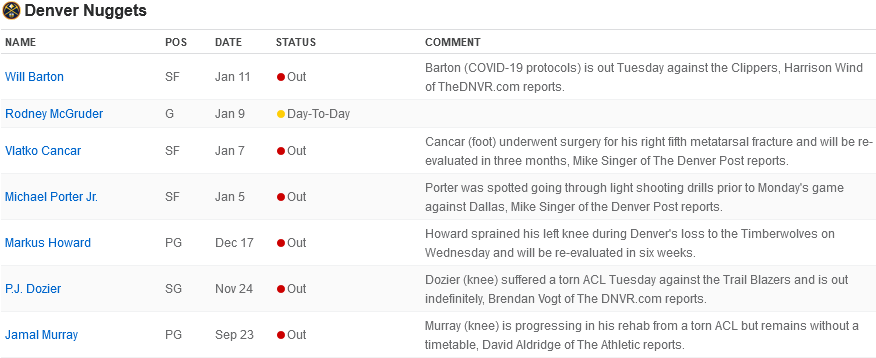 Denver Nuggets
NAME POS DATE STATUS COMMENT
Will Barton SF Jan 11 Out Barton (COVID-19 protocols) is out Tuesday against the Clippers, Harrison Wind
of TheDNVR.com reports.
Rodney McGruder G Jan 9 Day-To-Day
Vlatko Cancar SF Jan 7 Out Cancar (foot) underwent surgery for his right fifth metatarsal fracture and will be re-
evaluated in three months, Mike Singer of The Denver Post reports.
Michael Porter Jr. SF Jan 5 Out Porter was spotted going through light shooting drills prior to Monday's game
against Dallas, Mike Singer of the Denver Post reports.
Markus Howard PG Dec 17 Out Howard sprained his left knee during Denver's loss to the Timberwolves on
Wednesday and will be re-evaluated in six weeks.
P.J. Dozier SG Nov 24 Out Dozier (knee) suffered a torn ACL Tuesday against the Trail Blazers and is out
indefinitely, Brendan Vogt of The DNVR.com reports.
Jamal Murray PG Sep 23 Out Murray (knee) is progressing in his rehab from a torn ACL but remains without a
timetable, David Aldridge of The Athletic reports.